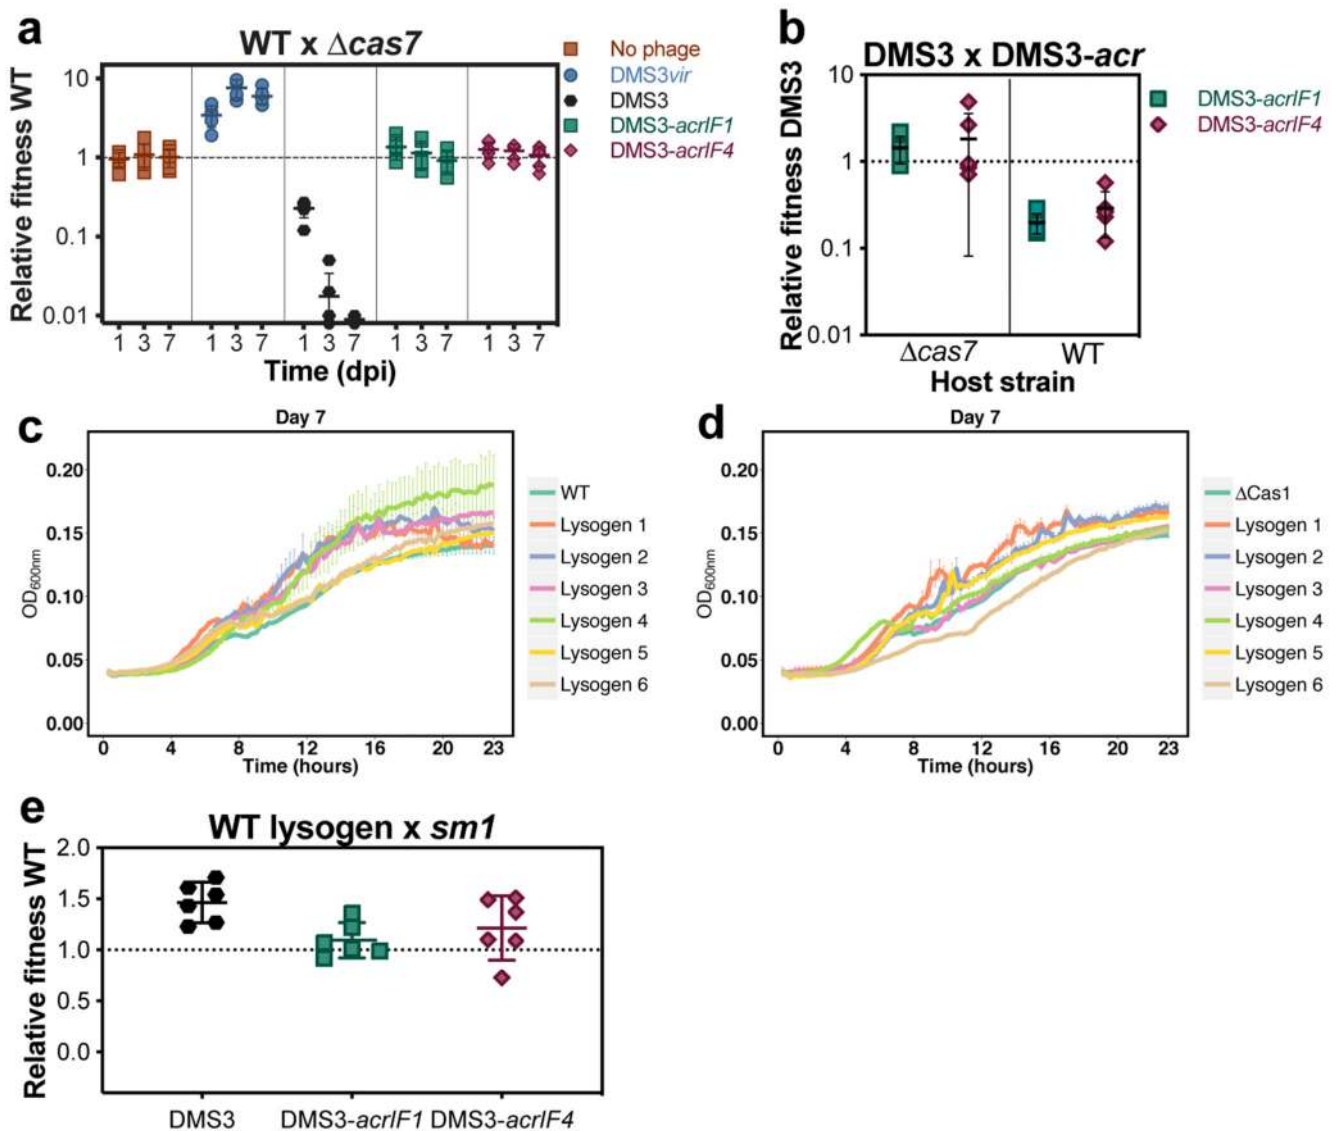 a
WT x Δcas7
Relative fitness WT
10
1
0.1
0.01
1 3 7 1 3 7 1 3 7 1 3 7 1 3 7
Time (dpi)
No phage
DMS3vir
DMS3
DMS3-acrIF1
DMS3-acrIF4
b
DMS3 x DMS3-acr
Relative fitness DMS3
10
1
0.1
0.01
Δcas7 WT
Host strain
DMS3-acrIF1
DMS3-acrIF4
c
Day 7
OD600nm
0.20
0.15
0.10
0.05
0.00
0 4 8 12 16 20 23
Time (hours)
WT
Lysogen 1
Lysogen 2
Lysogen 3
Lysogen 4
Lysogen 5
Lysogen 6
d
Day 7
OD600nm
0.20
0.15
0.10
0.05
0.00
0 4 8 12 16 20 23
Time (hours)
ΔCas1
Lysogen 1
Lysogen 2
Lysogen 3
Lysogen 4
Lysogen 5
Lysogen 6
e
WT lysogen x sm1
Relative fitness WT
2.0
1.5
1.0
0.5
0.0
DMS3 DMS3-acrIF1 DMS3-acrIF4